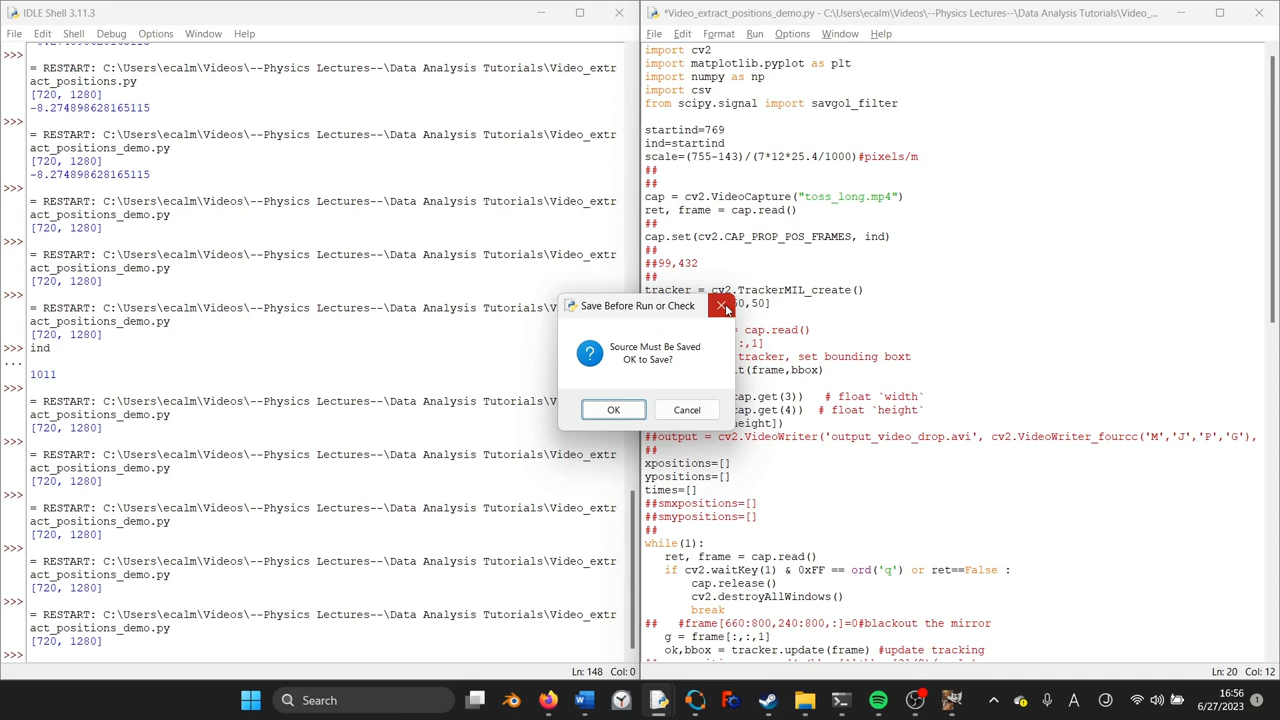 IDLE Shell 3.11.3
File Edit Shell Debug Options Window Help
>>>
= RESTART: C:\Users\ecalm\Videos\--Physics Lectures--\Data Analysis Tutorials\Video_extr
act_positions.py
[720, 1280]
-8.274898628165115
>>>
= RESTART: C:\Users\ecalm\Videos\--Physics Lectures--\Data Analysis Tutorials\Video_extr
act_positions_demo.py
[720, 1280]
-8.274898628165115
>>>
= RESTART: C:\Users\ecalm\Videos\--Physics Lectures--\Data Analysis Tutorials\Video_extr
act_positions_demo.py
[720, 1280]
>>>
= RESTART: C:\Users\ecalm\Videos\--Physics Lectures--\Data Analysis Tutorials\Video_extr
act_positions_demo.py
[720, 1280]
>>>
= RESTART: C:\Users\ecalm\Videos\--Physics Lectures--\Data Analysis Tutorials\Video_extr
act_positions_demo.py
[720, 1280]
>>> ind
...
1011
>>>
= RESTART: C:\Users\ecalm\Videos\--Physics Lectures--\Data Analysis Tutorials\Video_extr
act_positions_demo.py
[720, 1280]
>>>
= RESTART: C:\Users\ecalm\Videos\--Physics Lectures--\Data Analysis Tutorials\Video_extr
act_positions_demo.py
[720, 1280]
>>>
= RESTART: C:\Users\ecalm\Videos\--Physics Lectures--\Data Analysis Tutorials\Video_extr
act_positions_demo.py
[720, 1280]
>>>
= RESTART: C:\Users\ecalm\Videos\--Physics Lectures--\Data Analysis Tutorials\Video_extr
act_positions_demo.py
[720, 1280]
>>>
= RESTART: C:\Users\ecalm\Videos\--Physics Lectures--\Data Analysis Tutorials\Video_extr
act_positions_demo.py
[720, 1280]
>>>
Ln: 148 Col: 0
*Video_extract_positions_demo.py - C:\Users\ecalm\Videos\--Physics Lectures--\Data Analysis Tutorials\Video_...
File Edit Format Run Options Window Help
import cv2
import matplotlib.pyplot as plt
import numpy as np
import csv
from scipy.signal import savgol_filter
startind=769
ind=startind
scale=(755-143)/(7*12*25.4/1000)#pixels/m
##
##
cap = cv2.VideoCapture("toss_long.mp4")
ret, frame = cap.read()
##
cap.set(cv2.CAP_PROP_POS_FRAMES, ind)
##
##99,432
##
tracker = cv2.TrackerMIL_create()
0,50]
= cap.read()
:,1]
tracker, set bounding boxt
it(frame,bbox)
cap.get(3)) # float `width`
cap.get(4)) # float `height`
height])
##output = cv2.VideoWriter('output_video_drop.avi', cv2.VideoWriter_fourcc('M','J','P','G'),
##
xpositions=[]
ypositions=[]
times=[]
##smxpositions=[]
##smypositions=[]
##
while(1):
ret, frame = cap.read()
if cv2.waitKey(1) & 0xFF == ord('q') or ret==False :
cap.release()
cv2.destroyAllWindows()
break
## #frame[660:800,240:800,:]=0#blackout the mirror
g = frame[:,:,1]
ok,bbox = tracker.update(frame) #update tracking
Ln: 20 Col: 12
Save Before Run or Check
Source Must Be Saved
OK to Save?
OK Cancel
Search
16:56
6/27/2023